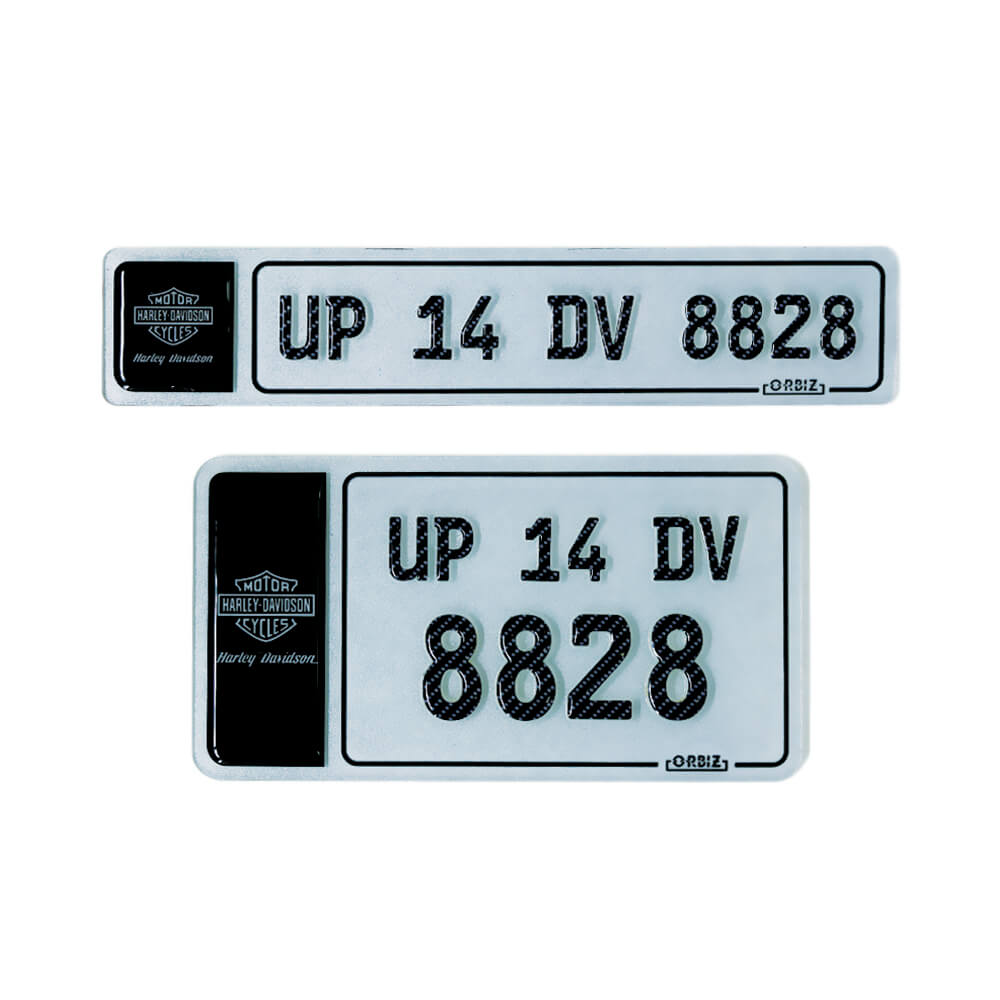 MOTOR
HARLEY-DAVIDSON
CYCLES
Harley Davidson
UP 14 DV 8828
ORBIZ
MOTOR
HARLEY-DAVIDSON
CYCLES
Harley Davidson
UP 14 DV
8828
ORBIZ